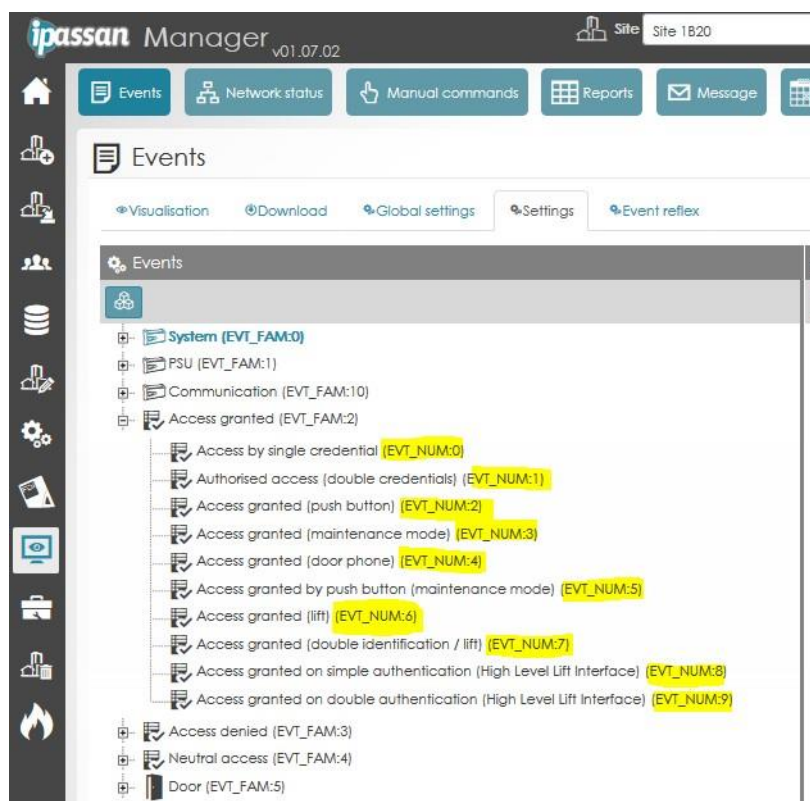 ipassan Manager v01.07.02
Site Site 1B20
Events Network status Manual commands Reports Message
Events
Visualisation Download Global settings Settings Event reflex
Events
System (EVT_FAM:0)
PSU (EVT_FAM:1)
Communication (EVT_FAM:10)
Access granted (EVT_FAM:2)
Access by single credential (EVT_NUM:0)
Authorised access (double credentials) (EVT_NUM:1)
Access granted (push button) (EVT_NUM:2)
Access granted (maintenance mode) (EVT_NUM:3)
Access granted (door phone) (EVT_NUM:4)
Access granted by push button (maintenance mode) (EVT_NUM:5)
Access granted (lift) (EVT_NUM:6)
Access granted (double identification / lift) (EVT_NUM:7)
Access granted on simple authentication (High Level Lift Interface) (EVT_NUM:8)
Access granted on double authentication (High Level Lift Interface) (EVT_NUM:9)
Access denied (EVT_FAM:3)
Neutral access (EVT_FAM:4)
Door (EVT_FAM:5)